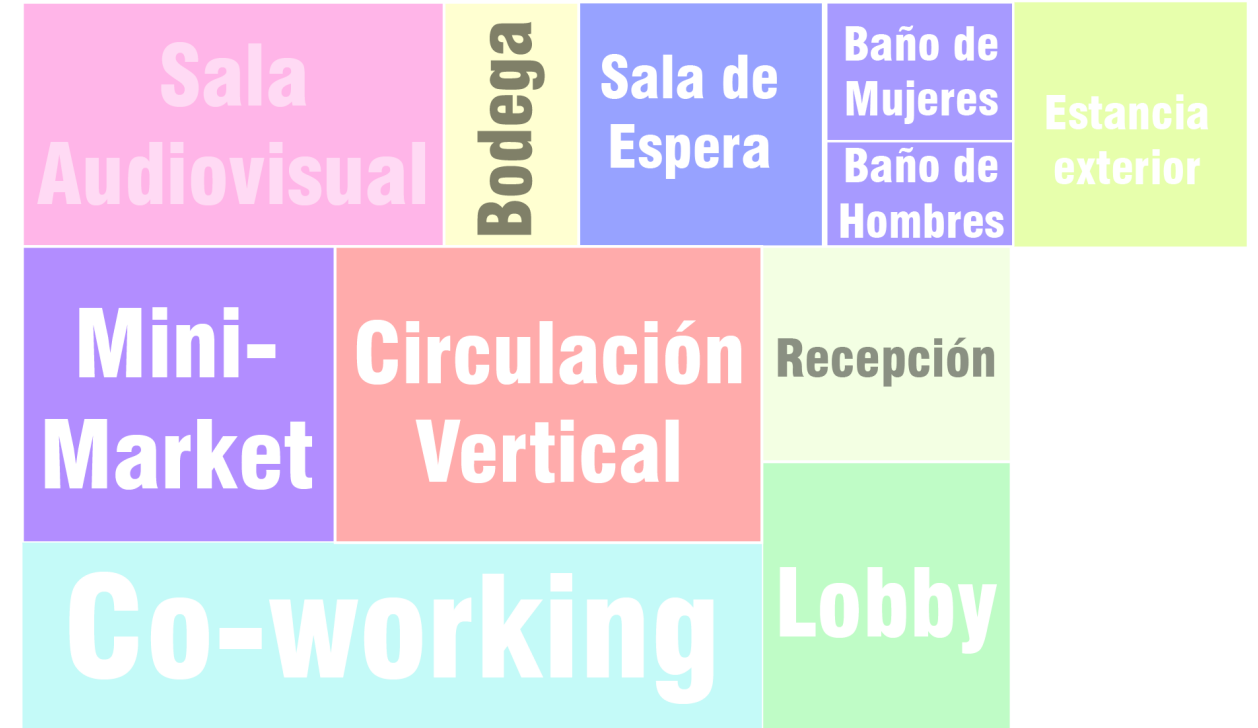 Sala
Audiovisual
Bodega
Sala de
Espera
Baño de
Mujeres
Baño de
Hombres
Estancia
exterior
Mini-
Market
Circulación
Vertical
Recepción
Co-working
Lobby